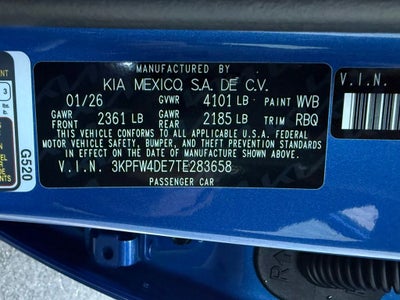 MANUFACTURED BY
KIA MEXICO S.A. DE C.V.
01/26 GVWR 4101 LB PAINT WVB
GAWR FRONT 2361 LB GAWR REAR 2185 LB TRIM RBQ
THIS VEHICLE CONFORMS TO ALL APPLICABLE U.S.A. FEDERAL
MOTOR VEHICLE SAFETY, BUMPER, AND THEFT PREVENTION STANDARDS
IN EFFECT ON THE DATE OF MANUFACTURE SHOWN ABOVE.
V.I.N. 3KPFW4DE7TE283658
PASSENGER CAR
V.I.N.
G520
3